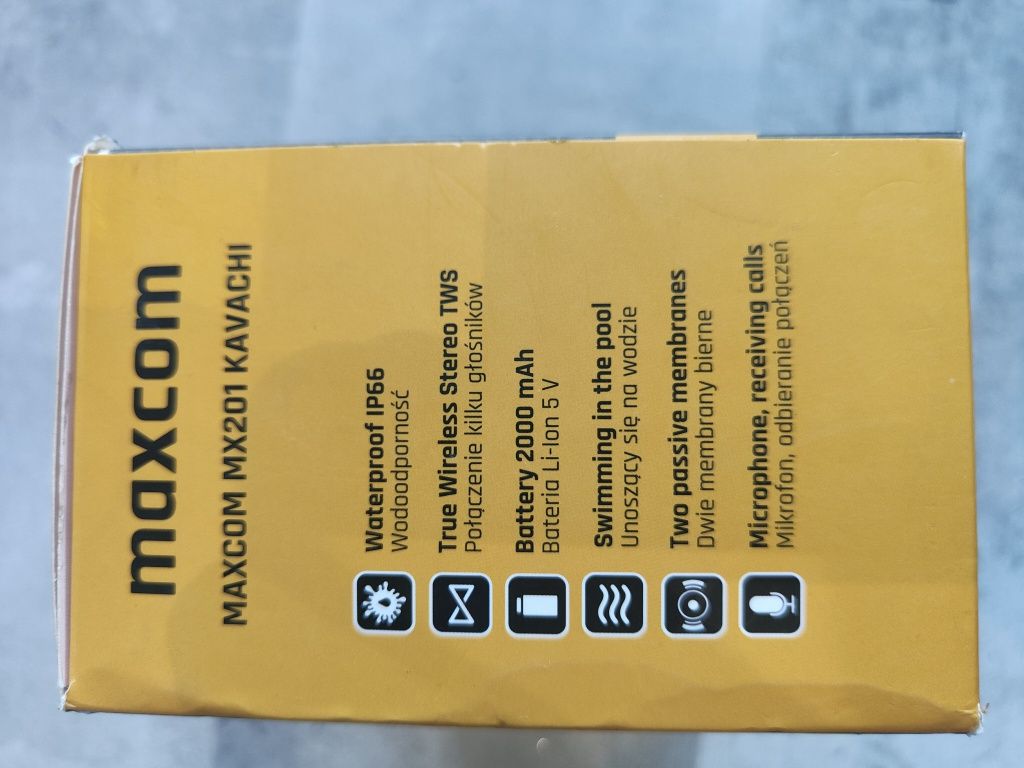 maxcom
MAXCOM MX201 KAVACHI
Waterproof IP66
Wodoodporność
True Wireless Stereo TWS
Połączenie kilku głośników
Battery 2000 mAh
Bateria Li-Ion 5 V
Swimming in the pool
Unoszący się na wodzie
Two passive membranes
Dwie membrany bierne
Microphone, receiving calls
Mikrofon, odbieranie połączeń